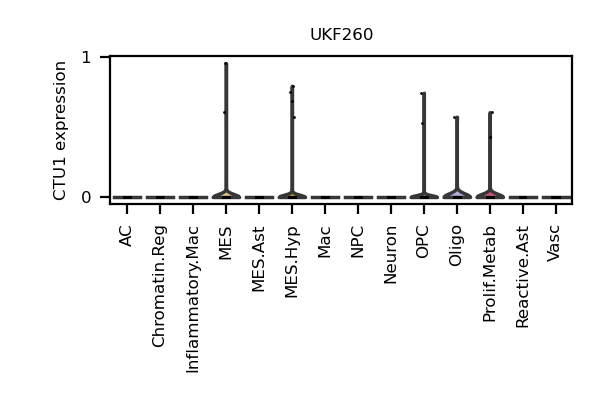 UKF260
CTU1 expression
1
0
AC
Chromatin.Reg
Inflammatory.Mac
MES
MES.Ast
MES.Hyp
Mac
NPC
Neuron
OPC
Oligo
Prolif.Metab
Reactive.Ast
Vasc